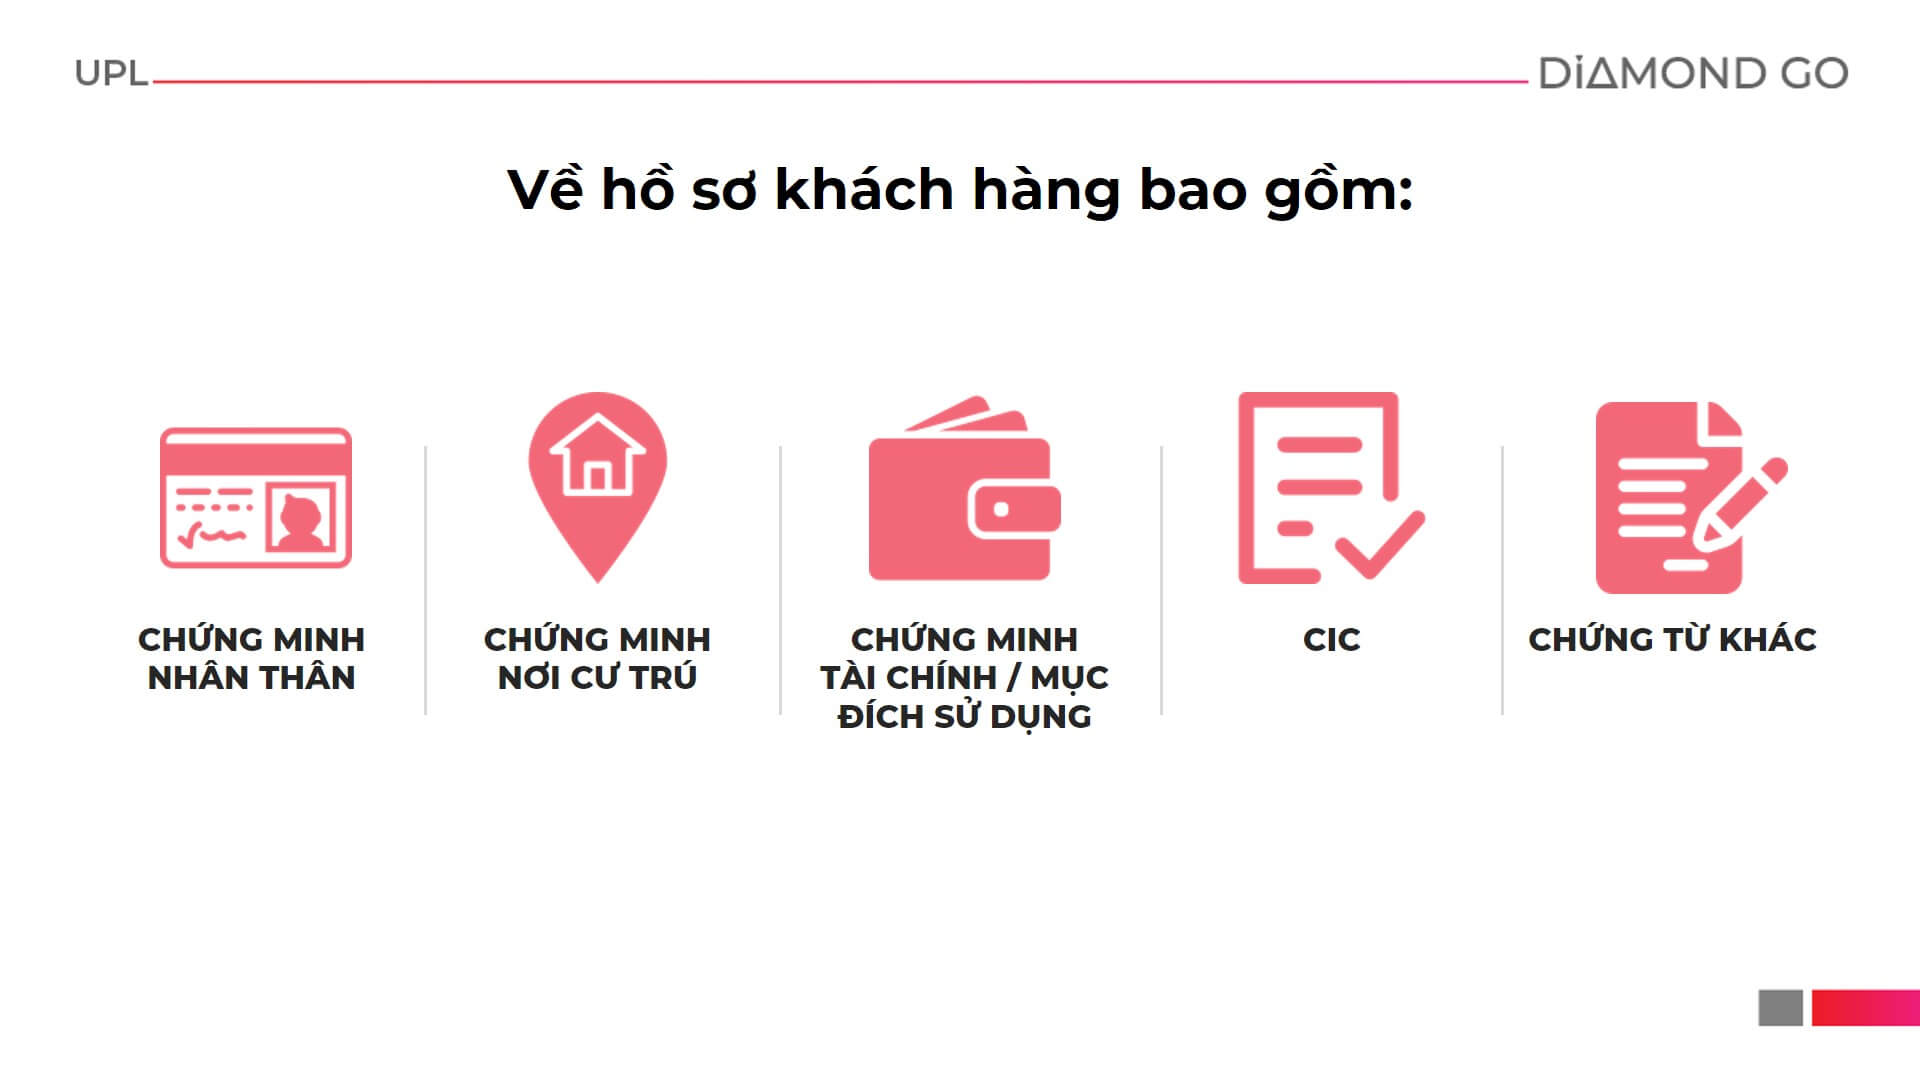 UPL
DiAMOND GO
Về hồ sơ khách hàng bao gồm:
CHỨNG MINH
NHÂN THÂN
CHỨNG MINH
NƠI CƯ TRÚ
CHỨNG MINH
TÀI CHÍNH / MỤC
ĐÍCH SỬ DỤNG
CIC
CHỨNG TỪ KHÁC